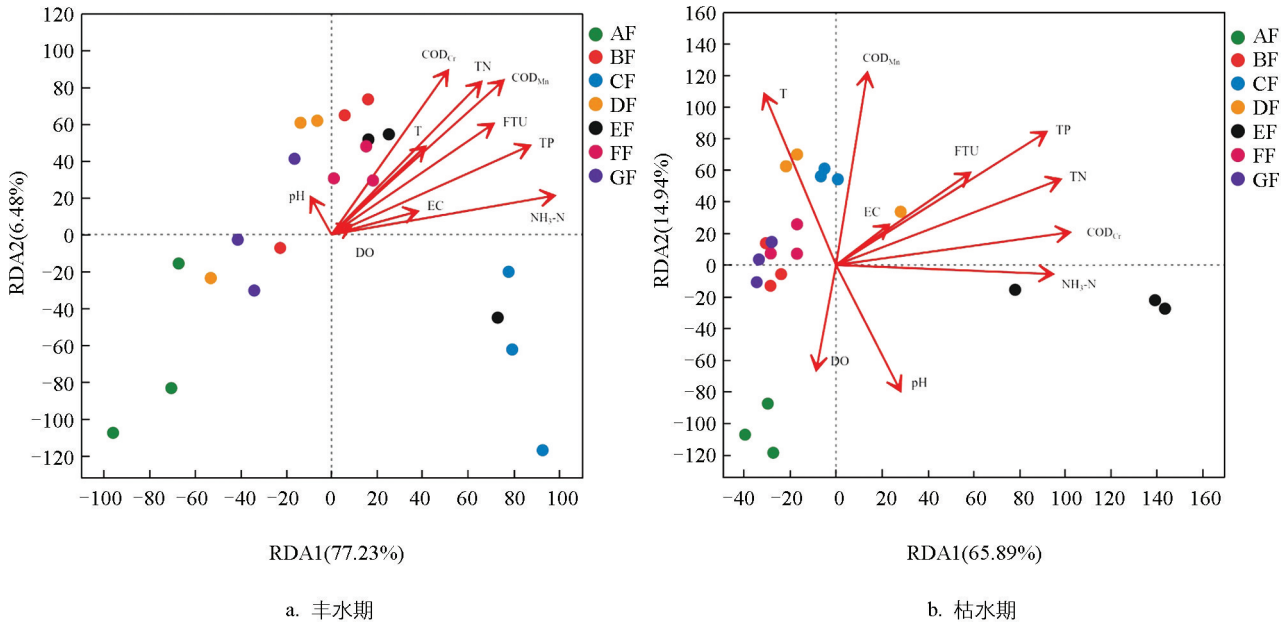 120
100
80
60
40
20
0
−20
−40
−60
−80
−100
−120
RDA2(6.48%)
COD_Cr
TN
COD_Mn
FTU
T
TP
pH
EC
NH₃-N
DO
AF
BF
CF
DF
EF
FF
GF
−100 −80 −60 −40 −20 0 20 40 60 80 100
RDA1(77.23%)
a. 丰水期
160
140
120
100
80
60
40
20
0
−20
−40
−60
−80
−100
−120
RDA2(14.94%)
COD_Mn
T
TP
FTU
TN
EC
COD_Cr
NH₃-N
DO
pH
AF
BF
CF
DF
EF
FF
GF
−40 −20 0 20 40 60 80 100 120 140 160
RDA1(65.89%)
b. 枯水期